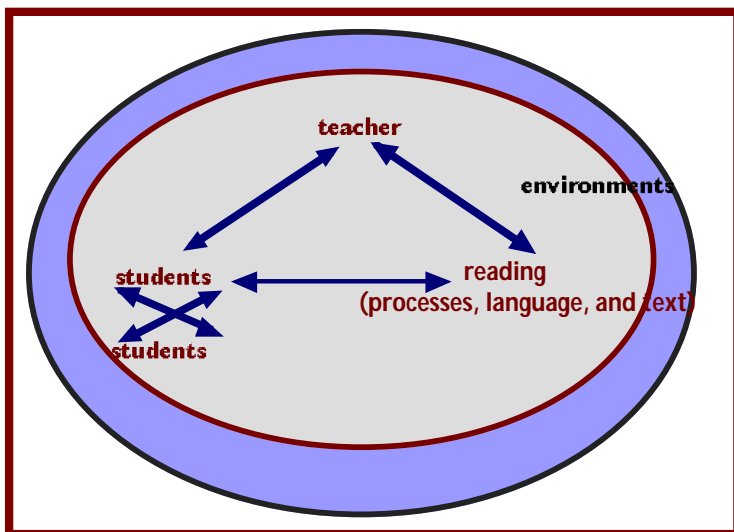 teacher
environments
students
reading
(processes, language, and text)
students